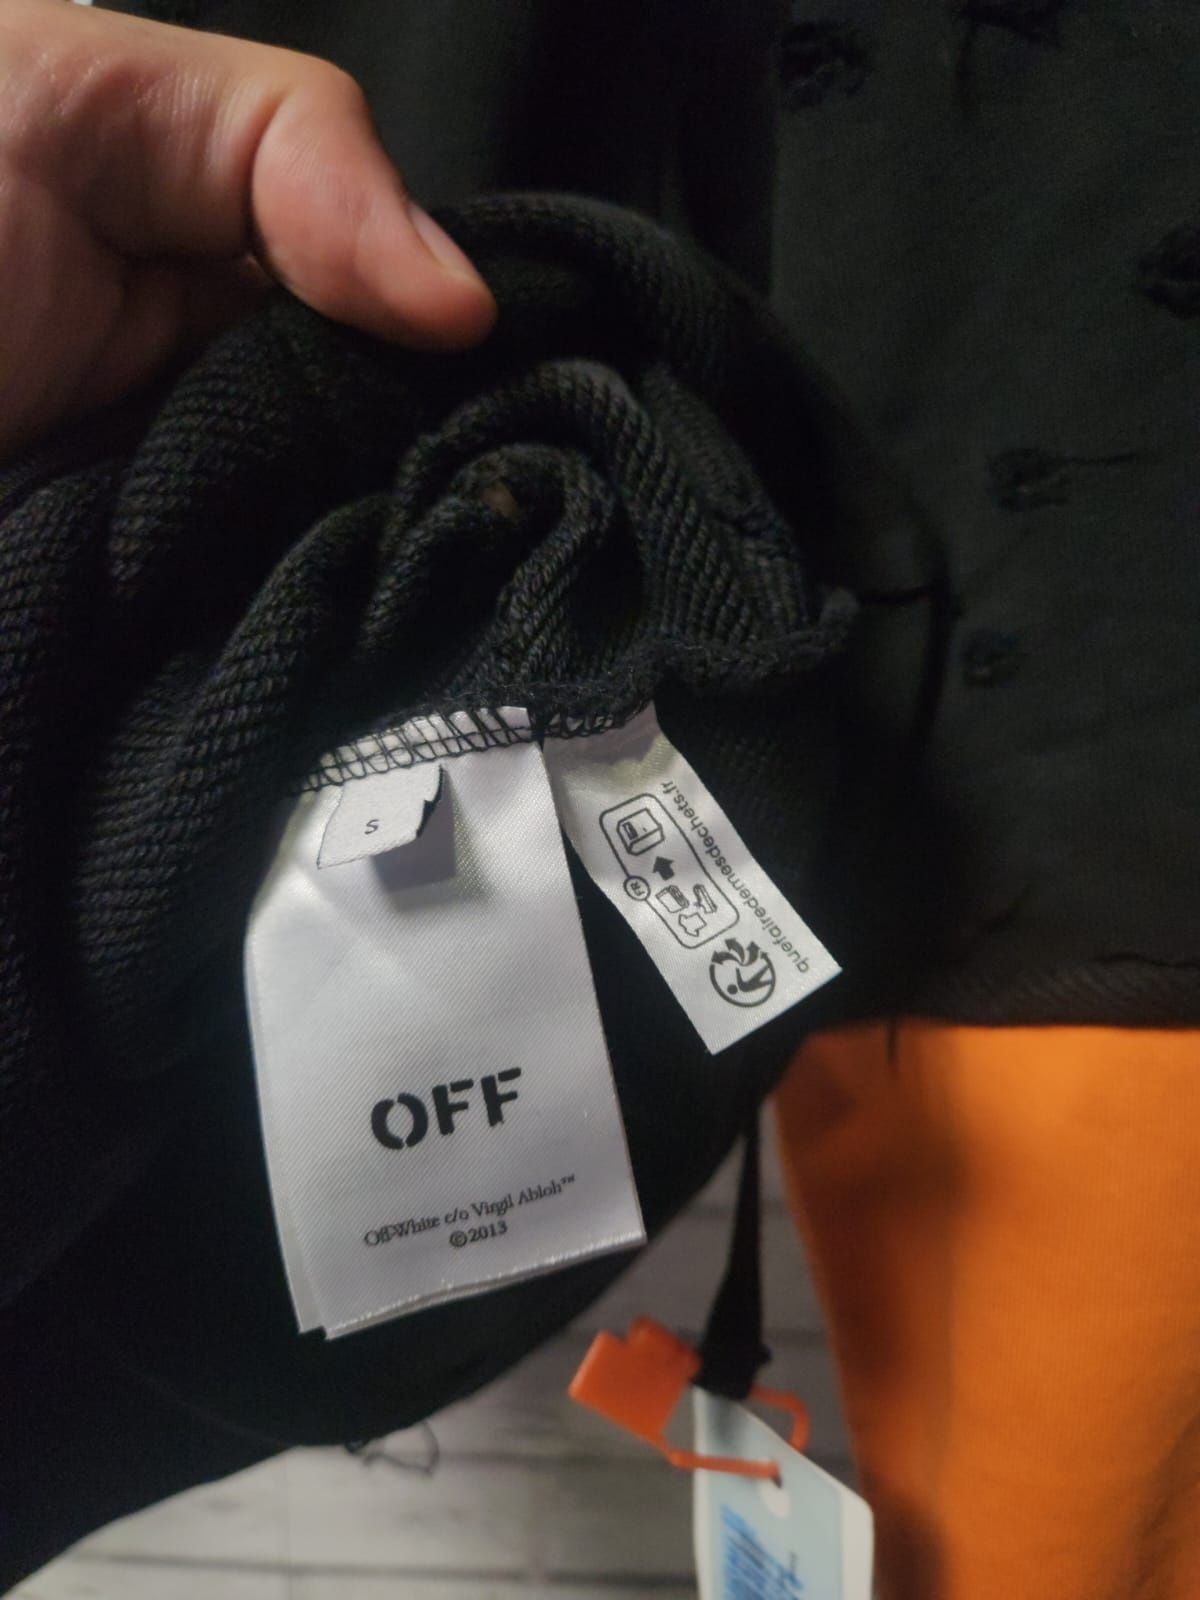 S
OFF
Off-White c/o Virgil Abloh™
©2013
quefairedemesdechets.fr
FR